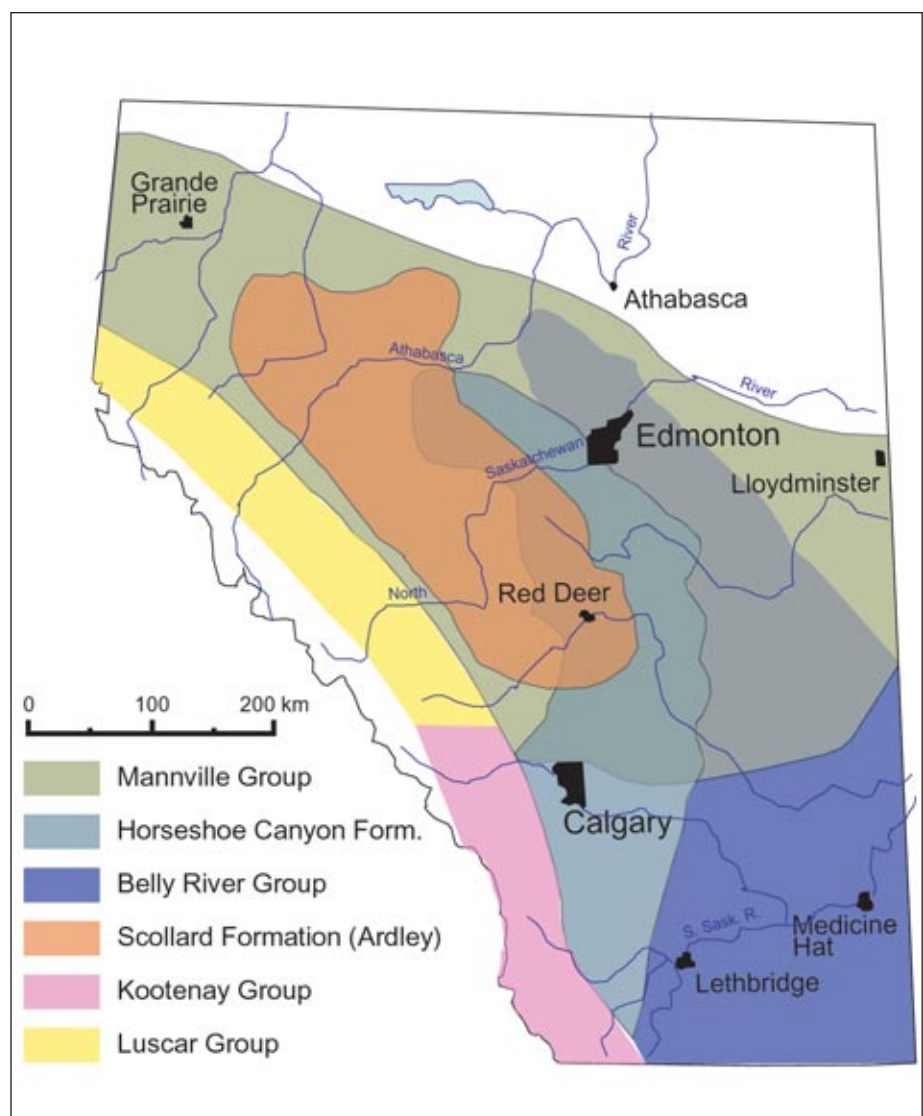 Grande
Prairie
River
Athabasca
Athabasca
River
Edmonton
Saskatchewan
Lloydminster
Red Deer
North
0 100 200 km
Mannville Group
Calgary
Horseshoe Canyon Form.
Belly River Group
Medicine
Hat
S. Sask. R.
Scollard Formation (Ardley)
Lethbridge
Kootenay Group
Luscar Group